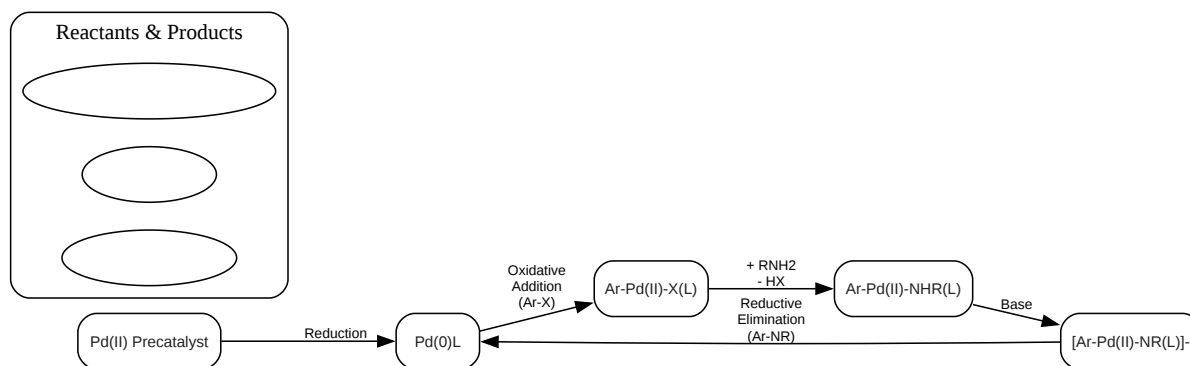 Reactants & Products
Oxidative
Addition
(Ar-X)
Ar-Pd(II)-X(L)
+ RNH2
- HX
Ar-Pd(II)-NHR(L)
Base
Reductive
Elimination
(Ar-NR)
Pd(II) Precatalyst
Reduction
Pd(0)L
[Ar-Pd(II)-NR(L)]-